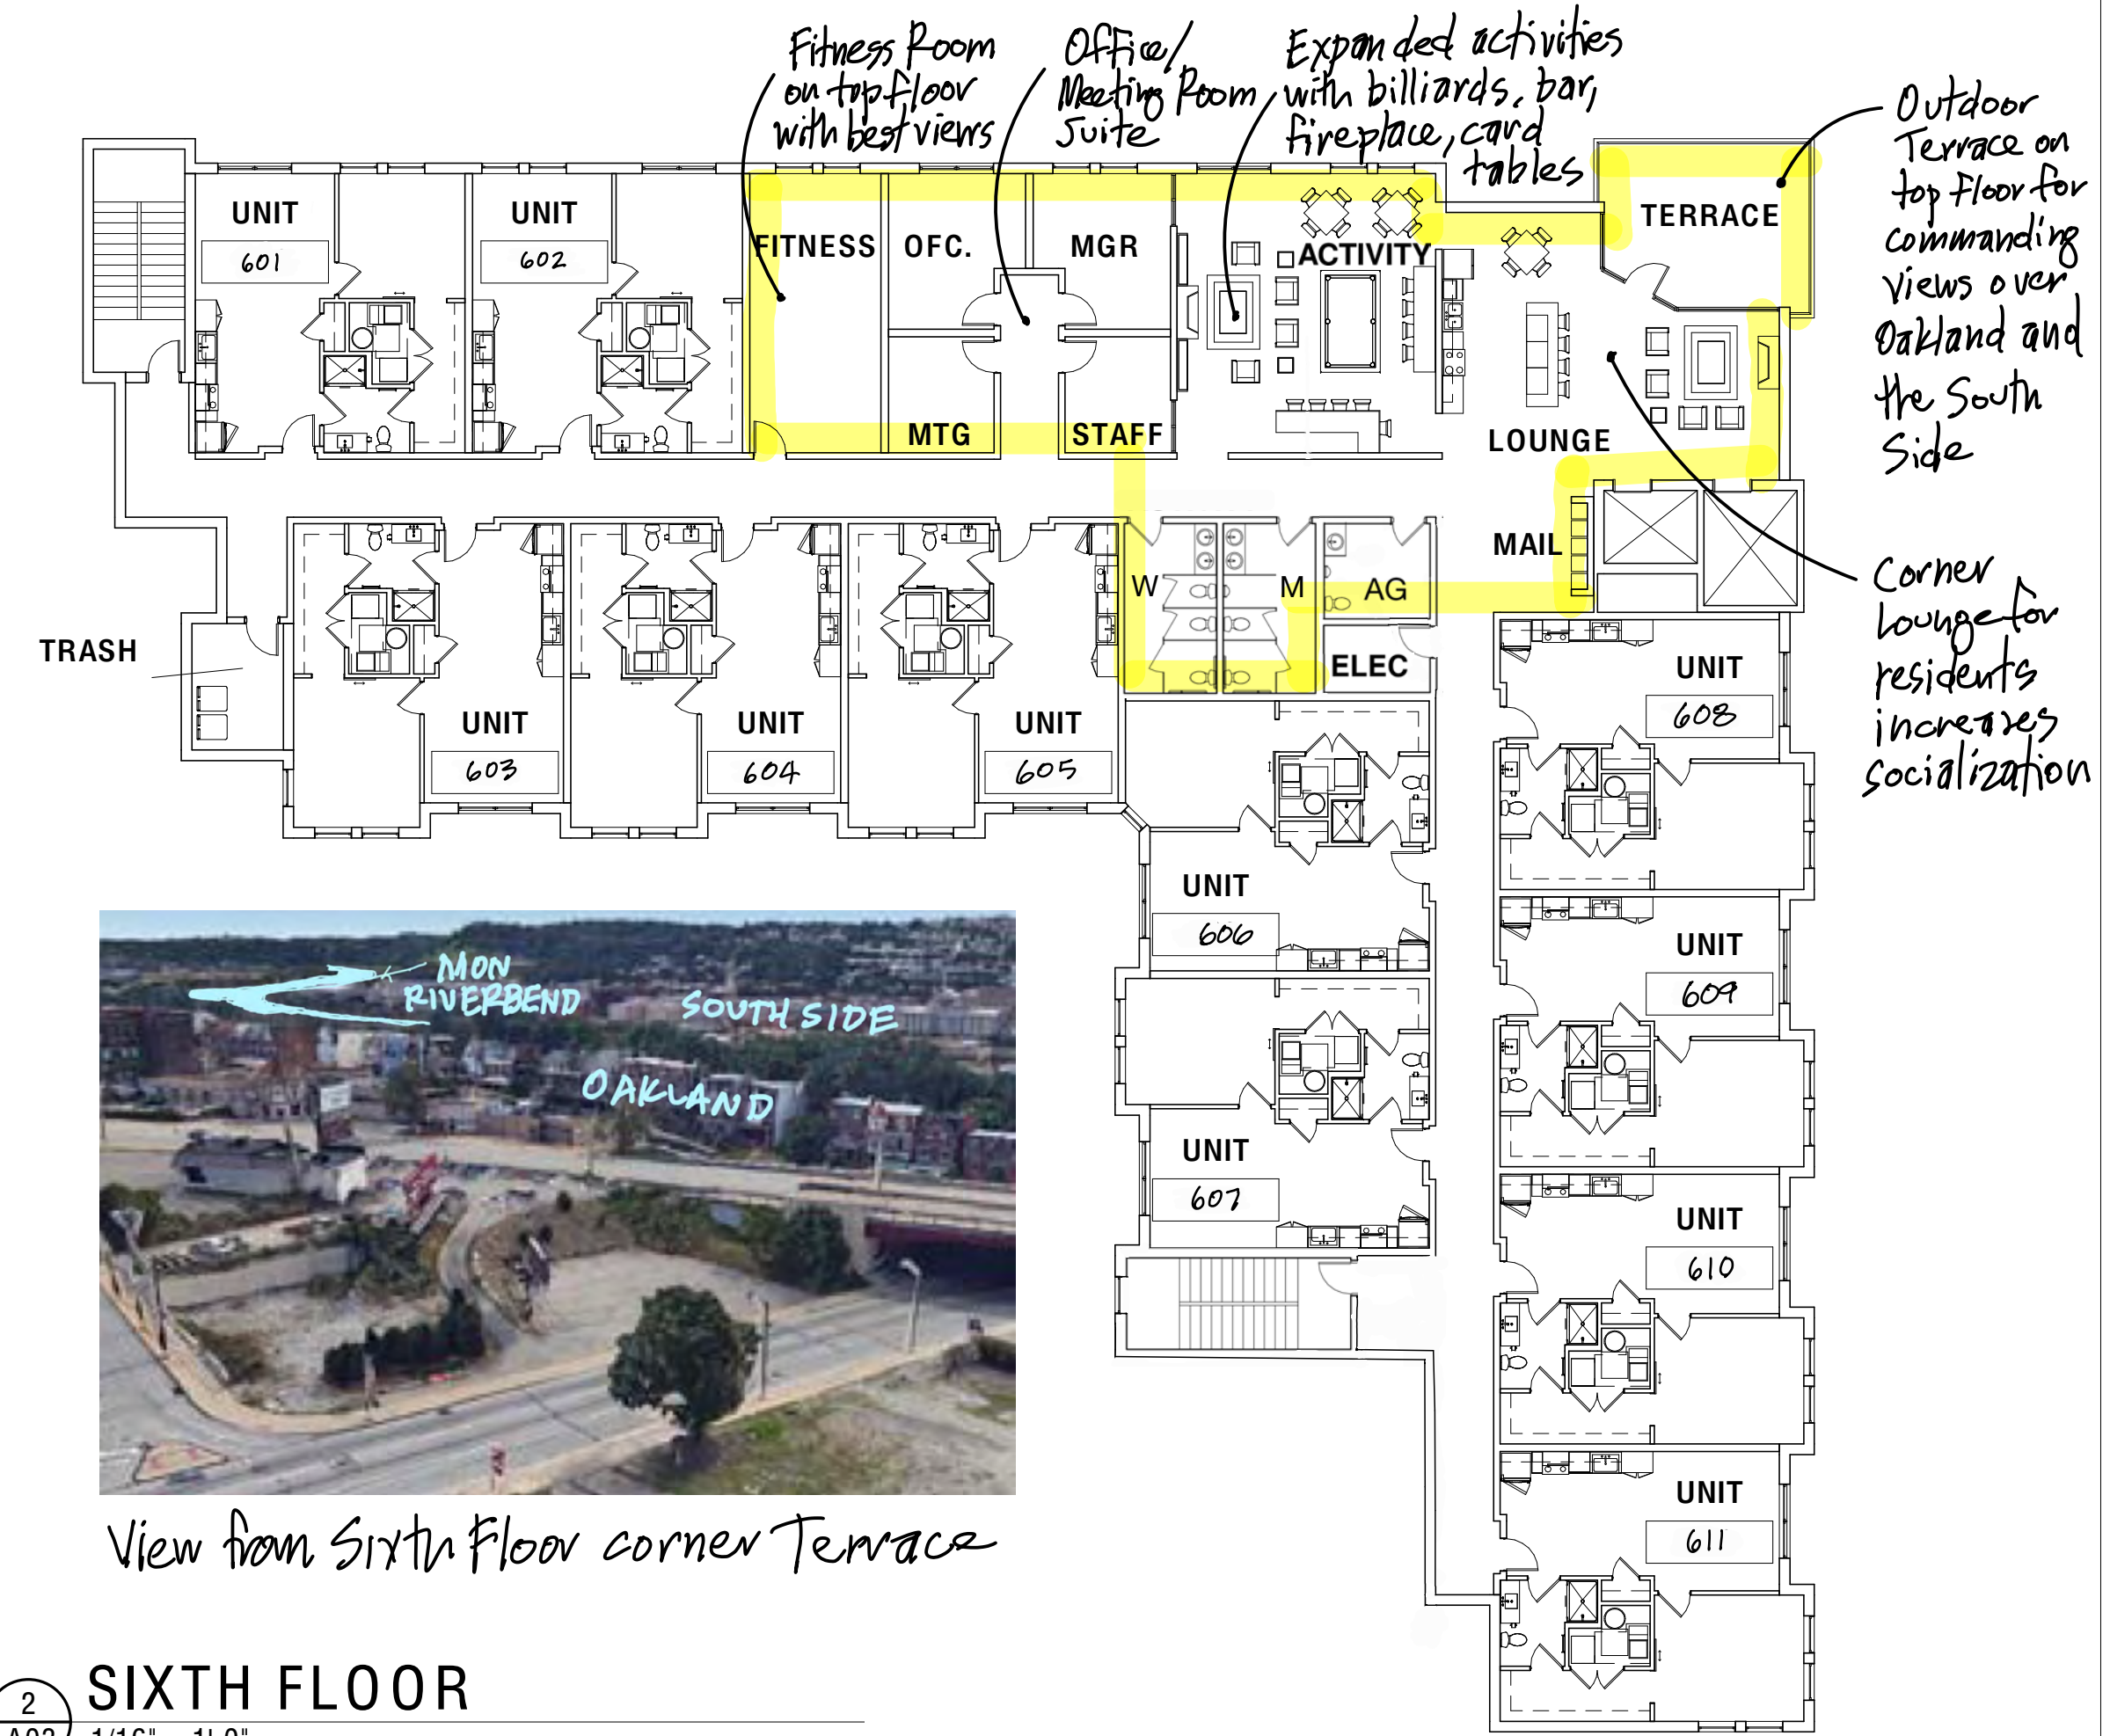 Fitness Room
on top floor
with best views
Office/
Meeting Room
Suite
Expanded activities
with billiards, bar,
fireplace, card
tables
Outdoor
Terrace on
top floor for
commanding
views over
Oakland and
the South
Side
UNIT
601
UNIT
602
FITNESS
OFC.
MGR
ACTIVITY
TERRACE
MTG
STAFF
LOUNGE
MAIL
W
M
AG
ELEC
Corner
Lounge for
residents
increases
socialization
TRASH
UNIT
603
UNIT
604
UNIT
605
UNIT
606
UNIT
607
UNIT
608
UNIT
609
UNIT
610
UNIT
611
MON
RIVERBEND
SOUTH SIDE
OAKLAND
View from Sixth Floor corner Terrace
2
SIXTH FLOOR